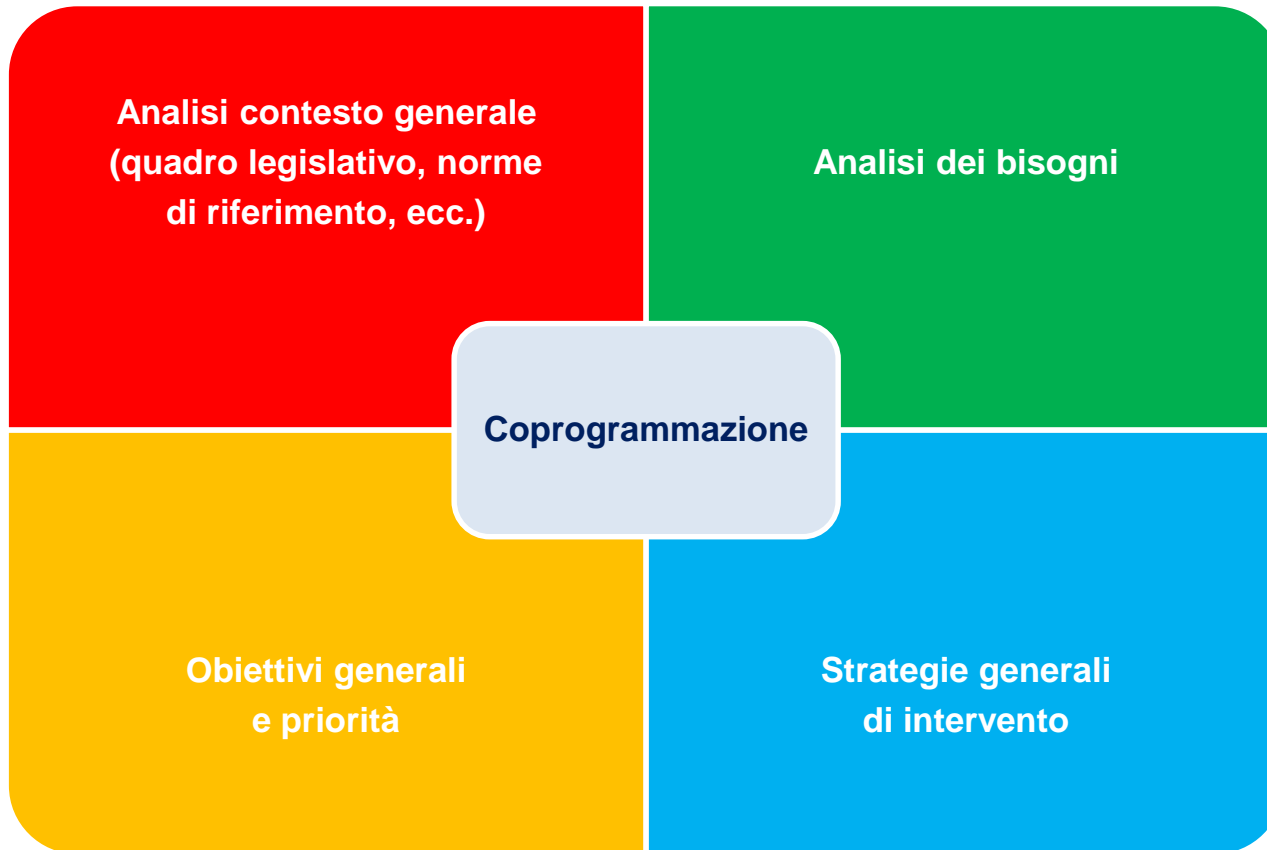 Analisi contesto generale
(quadro legislativo, norme
di riferimento, ecc.)
Analisi dei bisogni
Coprogrammazione
Obiettivi generali
e priorità
Strategie generali
di intervento